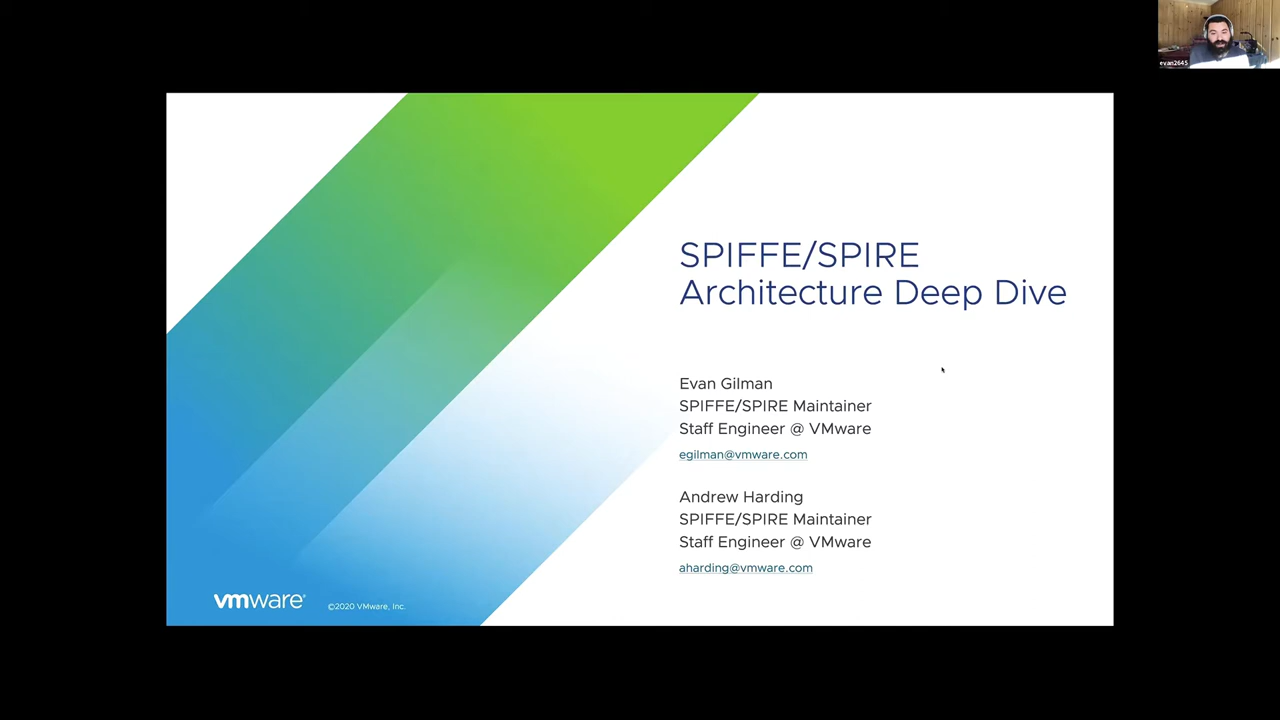 evan2645
SPIFFE/SPIRE
Architecture Deep Dive
Evan Gilman
SPIFFE/SPIRE Maintainer
Staff Engineer @ VMware
egilman@vmware.com
Andrew Harding
SPIFFE/SPIRE Maintainer
Staff Engineer @ VMware
aharding@vmware.com
vmware®
©2020 VMware, Inc.